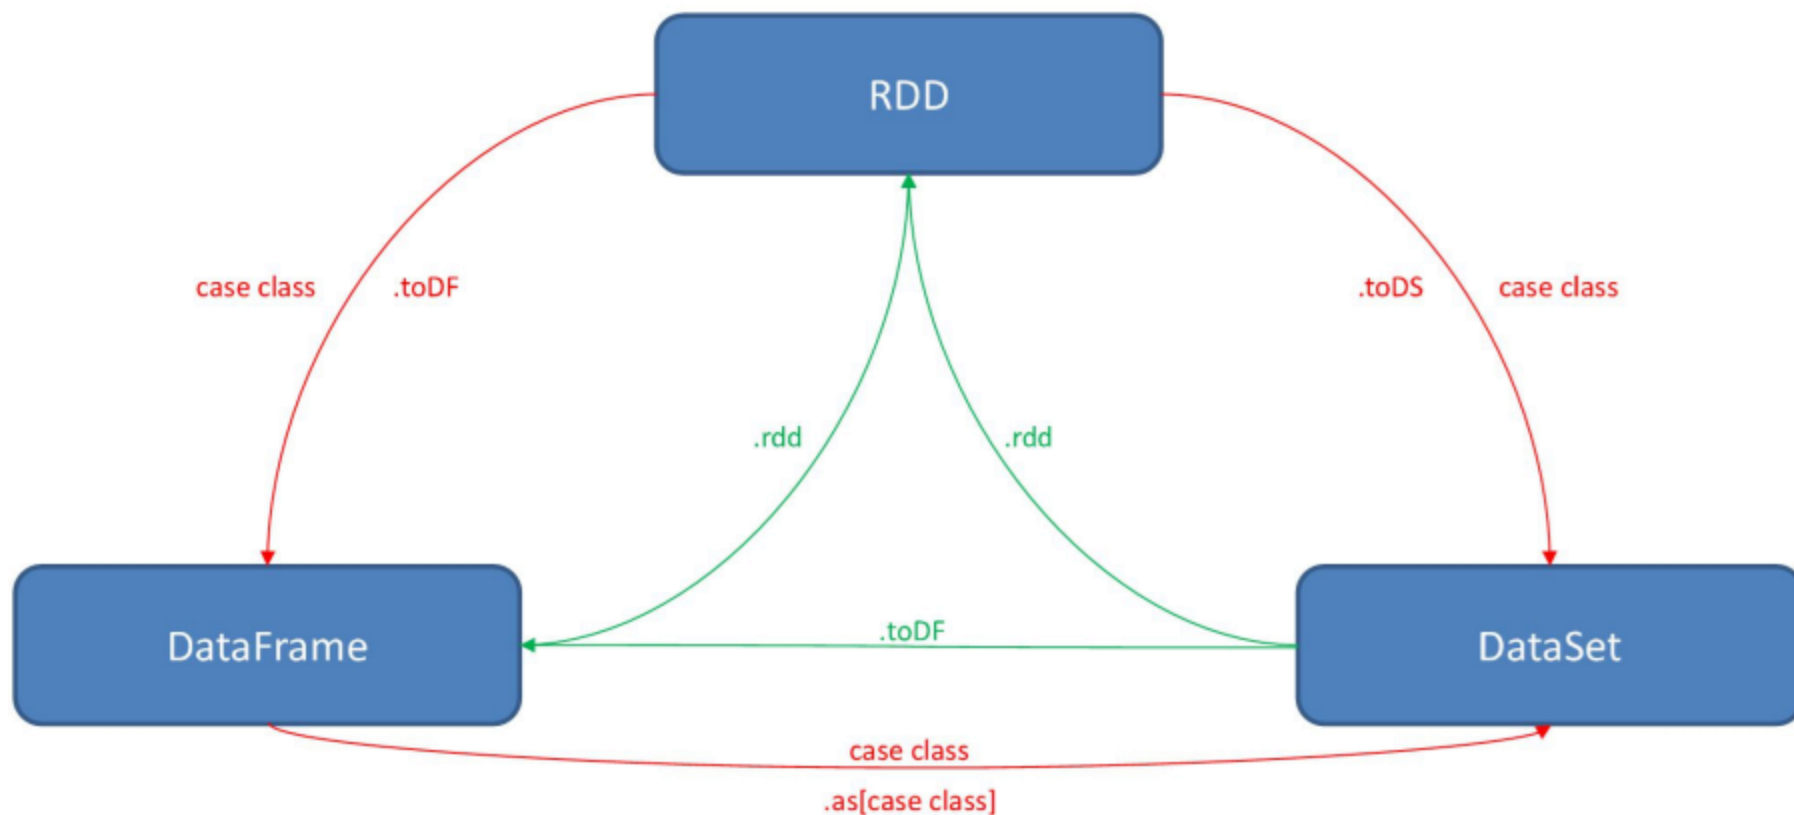 RDD
case class
.toDF
.toDS
case class
.rdd
.rdd
DataFrame
.toDF
DataSet
case class
.as[case class]